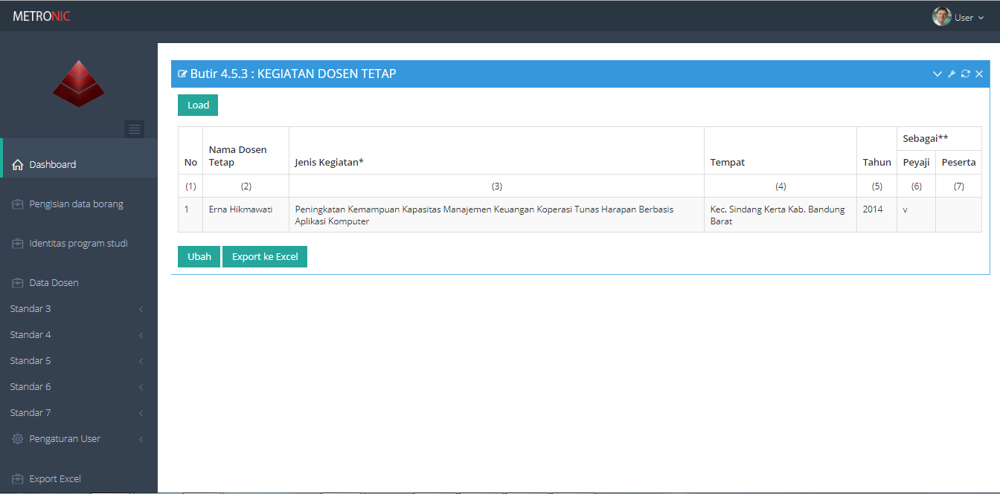 METRONIC
User
Dashboard
Pengisian data borang
Identitas program studi
Data Dosen
Standar 3
Standar 4
Standar 5
Standar 6
Standar 7
Pengaturan User
Export Excel
Butir 4.5.3 : KEGIATAN DOSEN TETAP
Load
No
Nama Dosen
Tetap
Jenis Kegiatan*
Tempat
Tahun
Sebagai**
Peyaji
Peserta
(1)
(2)
(3)
(4)
(5)
(6)
(7)
1
Erna Hikmawati
Peningkatan Kemampuan Kapasitas Manajemen Keuangan Koperasi Tunas Harapan Berbasis
Aplikasi Komputer
Kec. Sindang Kerta Kab. Bandung
Barat
2014
v
Ubah
Export ke Excel